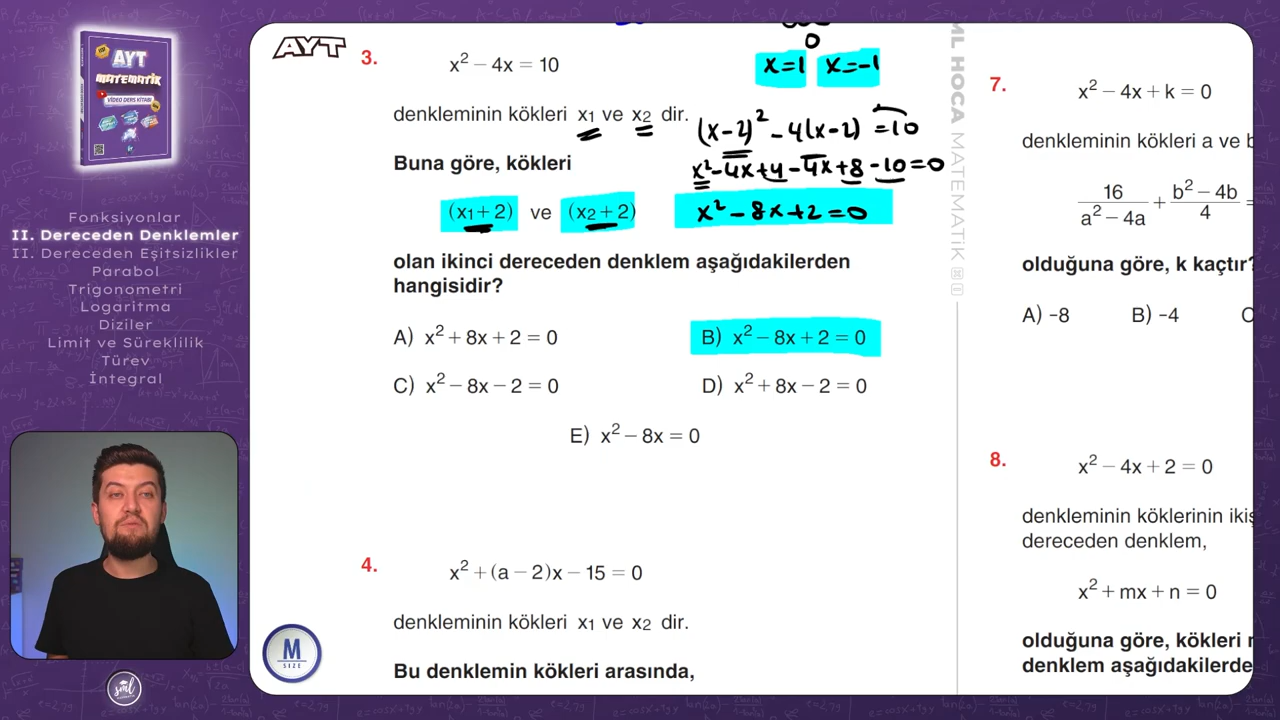 AYT
MATEMATİK
VİDEO DERS KİTABI
Fonksiyonlar
II. Dereceden Denklemler
II. Dereceden Eşitsizlikler
Parabol
Trigonometri
Logaritma
Diziler
Limit ve Süreklilik
Türev
İntegral
sml
AYT
3. x² − 4x = 10
denkleminin kökleri x₁ ve x₂ dir.
Buna göre, kökleri
(x₁ + 2) ve (x₂ + 2)
olan ikinci dereceden denklem aşağıdakilerden
hangisidir?
A) x² + 8x + 2 = 0
B) x² − 8x + 2 = 0
C) x² − 8x − 2 = 0
D) x² + 8x − 2 = 0
E) x² − 8x = 0
0
x=1 x=-1
(x-2)² - 4(x-2) =10
x²-4x+4-4x+8-10=0
x²-8x+2=0
4. x² + (a − 2)x − 15 = 0
denkleminin kökleri x₁ ve x₂ dir.
Bu denklemin kökleri arasında,
M
SIZE
ML HOCA MATEMATİK
7. x² − 4x + k = 0
denkleminin kökleri a ve b
16/(a² − 4a) + (b² − 4b)/4 =
olduğuna göre, k kaçtır?
A) −8 B) −4 C
8. x² − 4x + 2 = 0
denkleminin köklerinin ikiş
dereceden denklem,
x² + mx + n = 0
olduğuna göre, kökleri
denklem aşağıdakilerde